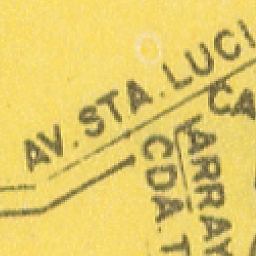 AV. STA. LUCI
CA
CDA. T
ARRAY